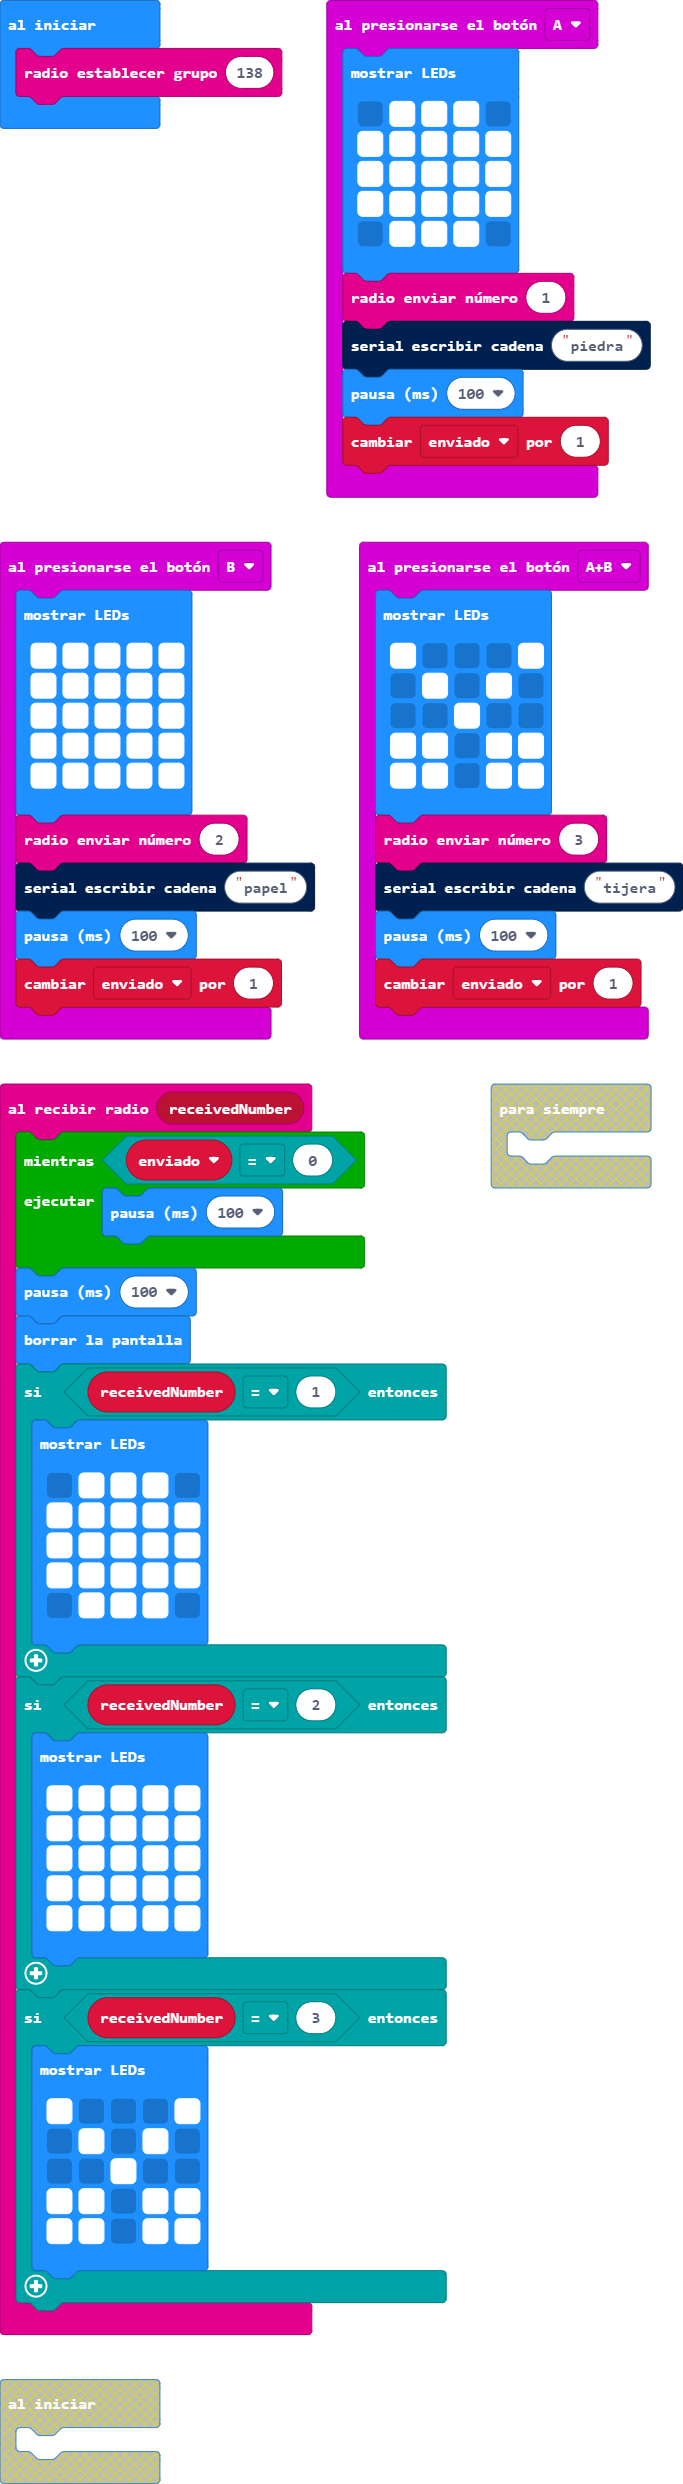 al iniciar
radio establecer grupo 138
al presionarse el botón A
mostrar LEDs
radio enviar número 1
serial escribir cadena "piedra"
pausa (ms) 100
cambiar enviado por 1
al presionarse el botón B
mostrar LEDs
radio enviar número 2
serial escribir cadena "papel"
pausa (ms) 100
cambiar enviado por 1
al presionarse el botón A+B
mostrar LEDs
radio enviar número 3
serial escribir cadena "tijera"
pausa (ms) 100
cambiar enviado por 1
al recibir radio receivedNumber
mientras enviado = 0
ejecutar pausa (ms) 100
pausa (ms) 100
borrar la pantalla
si receivedNumber = 1 entonces
mostrar LEDs
si receivedNumber = 2 entonces
mostrar LEDs
si receivedNumber = 3 entonces
mostrar LEDs
para siempre
al iniciar